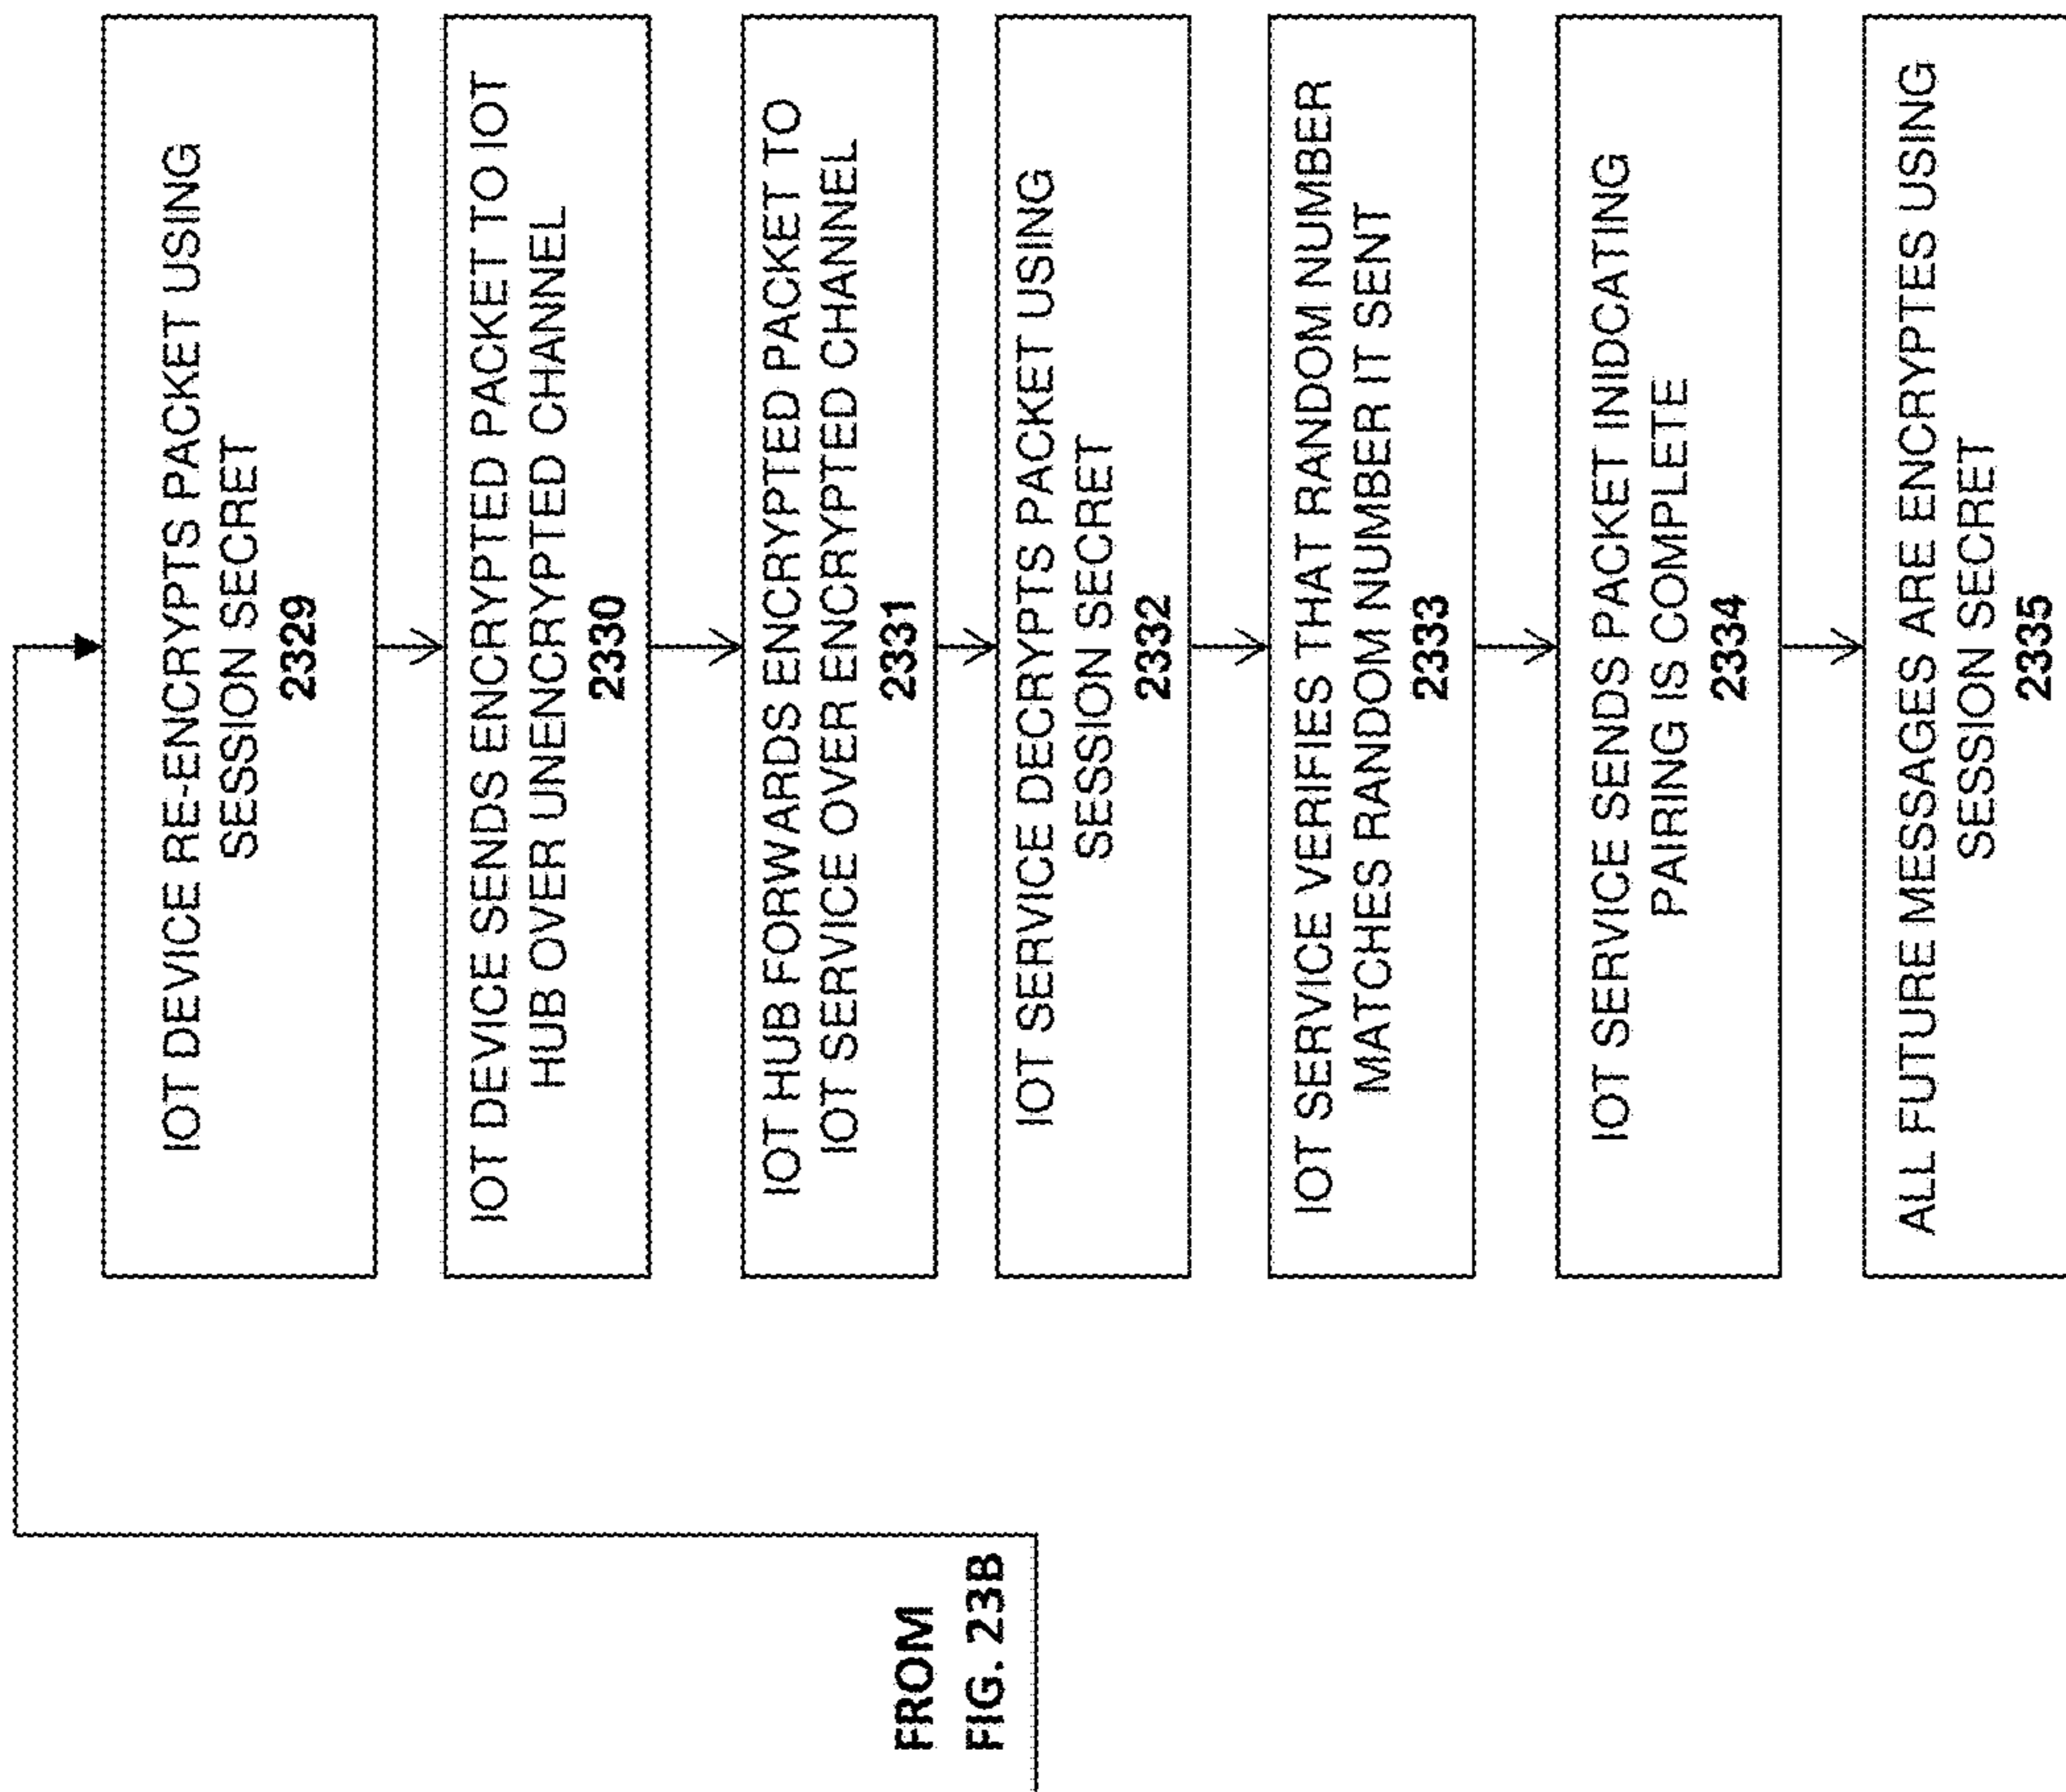 FROM
FIG. 23B
IOT DEVICE RE-ENCRYPTS PACKET USING
SESSION SECRET
2329
IOT DEVICE SENDS ENCRYPTED PACKET TO IOT
HUB OVER UNENCRYPTED CHANNEL
2330
IOT HUB FORWARDS ENCRYPTED PACKET TO
IOT SERVICE OVER ENCRYPTED CHANNEL
2331
IOT SERVICE DECRYPTS PACKET USING
SESSION SECRET
2332
IOT SERVICE VERIFIES THAT RANDOM NUMBER
MATCHES RANDOM NUMBER IT SENT
2333
IOT SERVICE SENDS PACKET INIDCATING
PAIRING IS COMPLETE
2334
ALL FUTURE MESSAGES ARE ENCRYPTES USING
SESSION SECRET
2335